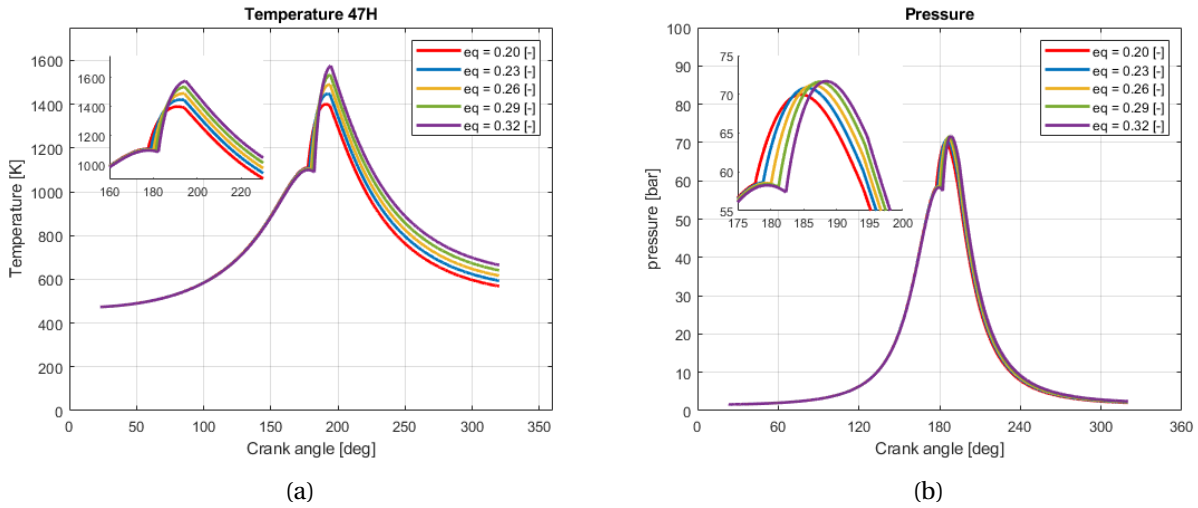 Temperature 47H
Temperature [K]
1600
1400
1200
1000
800
600
400
200
0
0 50 100 150 200 250 300 350
Crank angle [deg]
eq = 0.20 [-]
eq = 0.23 [-]
eq = 0.26 [-]
eq = 0.29 [-]
eq = 0.32 [-]
1600
1400
1200
1000
160 180 200 220
(a)
Pressure
pressure [bar]
100
90
80
70
60
50
40
30
20
10
0
0 60 120 180 240 300 360
Crank angle [deg]
eq = 0.20 [-]
eq = 0.23 [-]
eq = 0.26 [-]
eq = 0.29 [-]
eq = 0.32 [-]
75
70
65
60
55
175 180 185 190 195 200
(b)